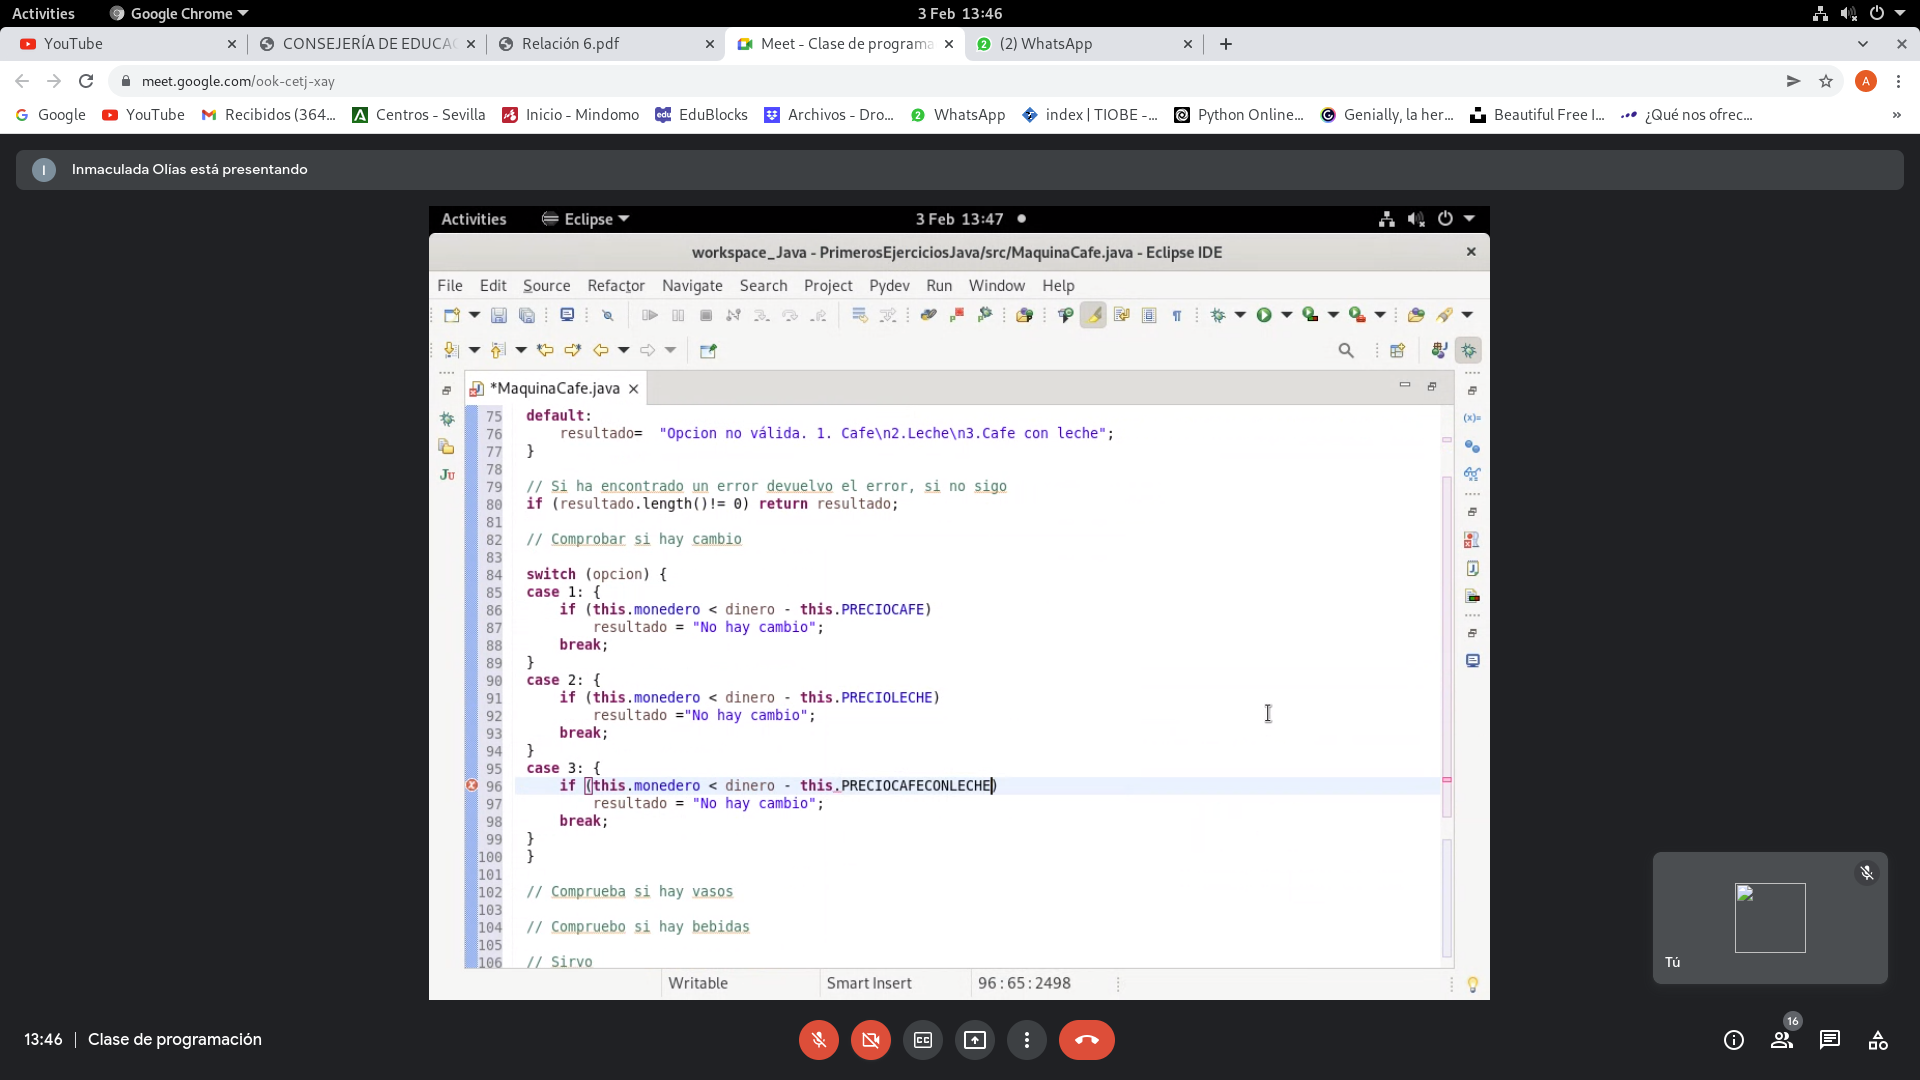 Activities
Google Chrome
3 Feb 13:46
YouTube
CONSEJERÍA DE EDUCA
Relación 6.pdf
Meet - Clase de programa
(2) WhatsApp
meet.google.com/ook-cetj-xay
A
Google
YouTube
Recibidos (364...
Centros - Sevilla
Inicio - Mindomo
EduBlocks
Archivos - Dro...
WhatsApp
index | TIOBE -...
Python Online...
Genially, la her...
Beautiful Free I...
¿Qué nos ofrec...
»
I
Inmaculada Olías está presentando
Activities
Eclipse
3 Feb 13:47
workspace_Java - PrimerosEjerciciosJava/src/MaquinaCafe.java - Eclipse IDE
File Edit Source Refactor Navigate Search Project Pydev Run Window Help
*MaquinaCafe.java
75 default:
76 resultado= "Opcion no válida. 1. Cafe\n2.Leche\n3.Cafe con leche";
77 }
78
79 // Si ha encontrado un error devuelvo el error, si no sigo
80 if (resultado.length()!= 0) return resultado;
81
82 // Comprobar si hay cambio
83
84 switch (opcion) {
85 case 1: {
86 if (this.monedero < dinero - this.PRECIOCAFE)
87 resultado = "No hay cambio";
88 break;
89 }
90 case 2: {
91 if (this.monedero < dinero - this.PRECIOLECHE)
92 resultado ="No hay cambio";
93 break;
94 }
95 case 3: {
96 if (this.monedero < dinero - this.PRECIOCAFECONLECHE)
97 resultado = "No hay cambio";
98 break;
99 }
100 }
101
102 // Comprueba si hay vasos
103
104 // Compruebo si hay bebidas
105
106 // Sirvo
Writable
Smart Insert
96 : 65 : 2498
Tú
13:46
Clase de programación
16